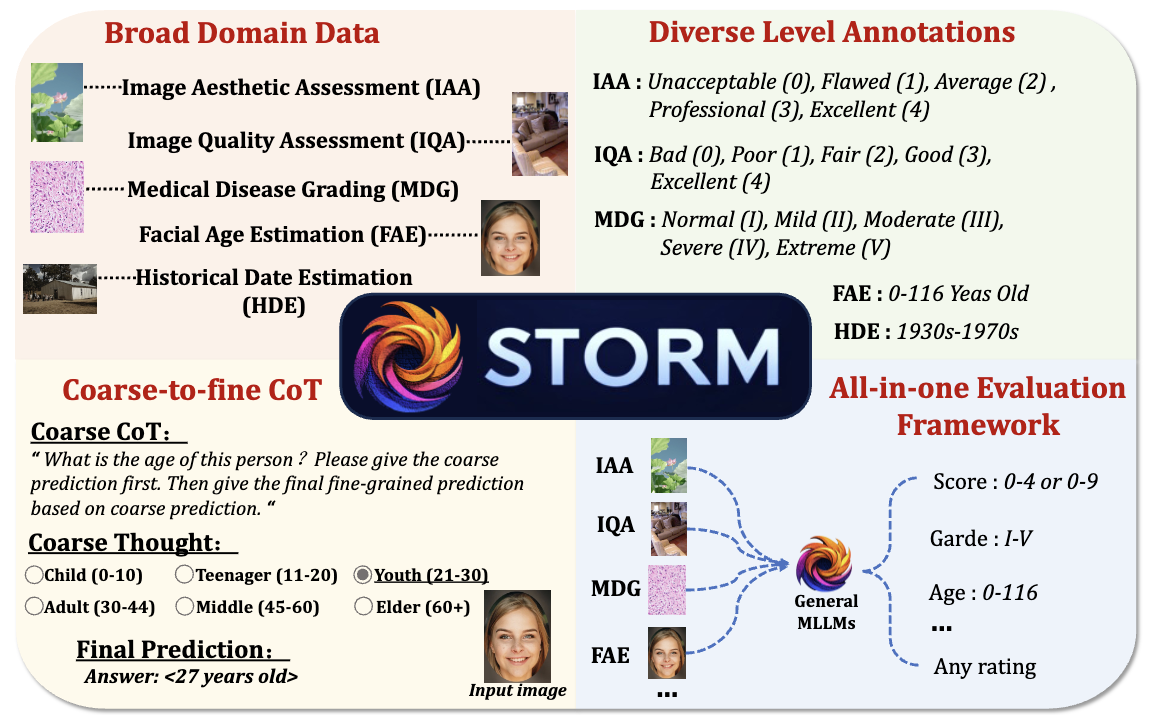 Broad Domain Data
Image Aesthetic Assessment (IAA)
Image Quality Assessment (IQA)
Medical Disease Grading (MDG)
Facial Age Estimation (FAE)
Historical Date Estimation
(HDE)
Diverse Level Annotations
IAA : Unacceptable (0), Flawed (1), Average (2) ,
Professional (3), Excellent (4)
IQA : Bad (0), Poor (1), Fair (2), Good (3),
Excellent (4)
MDG : Normal (I), Mild (II), Moderate (III),
Severe (IV), Extreme (V)
FAE : 0-116 Yeas Old
HDE : 1930s-1970s
STORM
Coarse-to-fine CoT
Coarse CoT：
“ What is the age of this person？ Please give the coarse
prediction first. Then give the final fine-grained prediction
based on coarse prediction. “
Coarse Thought：
Child (0-10)
Teenager (11-20)
Youth (21-30)
Adult (30-44)
Middle (45-60)
Elder (60+)
Final Prediction：
Answer: <27 years old>
Input image
All-in-one Evaluation
Framework
IAA
IQA
MDG
FAE
...
General
MLLMs
Score : 0-4 or 0-9
Garde : I-V
Age : 0-116
...
Any rating